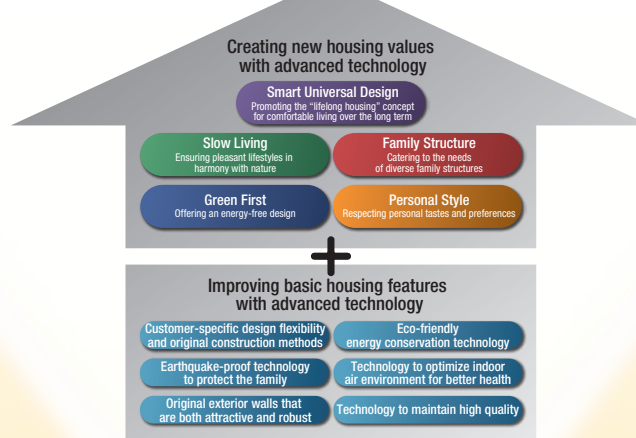 Creating new housing values
with advanced technology
Smart Universal Design
Promoting the “lifelong housing” concept
for comfortable living over the long term
Slow Living
Ensuring pleasant lifestyles in
harmony with nature
Family Structure
Catering to the needs
of diverse family structures
Green First
Offering an energy-free design
Personal Style
Respecting personal tastes and preferences
+
Improving basic housing features
with advanced technology
Customer-specific design flexibility
and original construction methods
Eco-friendly
energy conservation technology
Earthquake-proof technology
to protect the family
Technology to optimize indoor
air environment for better health
Original exterior walls that
are both attractive and robust
Technology to maintain high quality